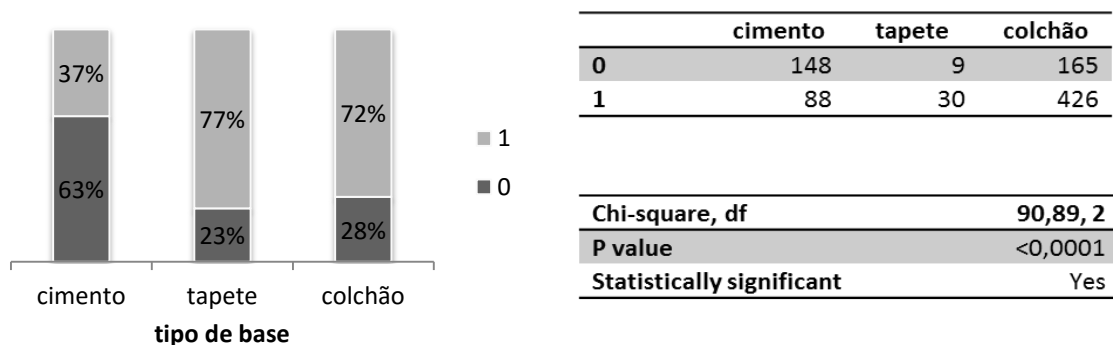 37%
77%
72%
63%
23%
28%
1
0
cimento
tapete
colchão
tipo de base
cimento tapete colchão
0 148 9 165
1 88 30 426
Chi-square, df 90,89, 2
P value <0,0001
Statistically significant Yes